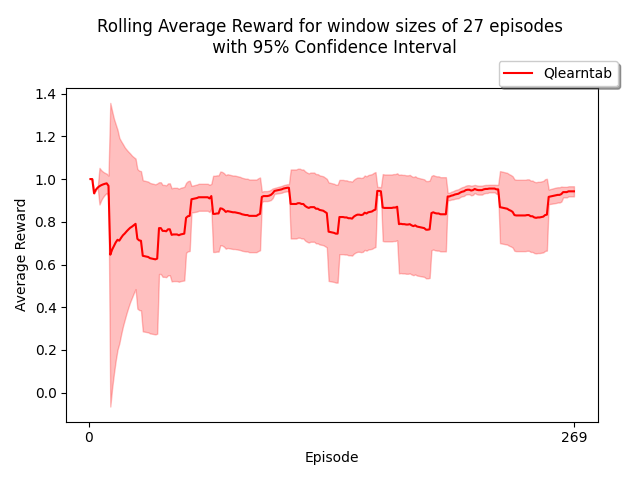 Rolling Average Reward for window sizes of 27 episodes
with 95% Confidence Interval
Qlearntab
1.4
1.2
1.0
0.8
0.6
0.4
0.2
0.0
Average Reward
0
269
Episode